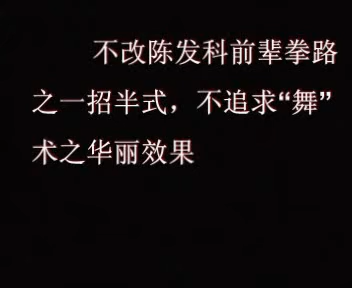 不改陈发科前辈拳路
之一招半式，不追求“舞”
术之华丽效果